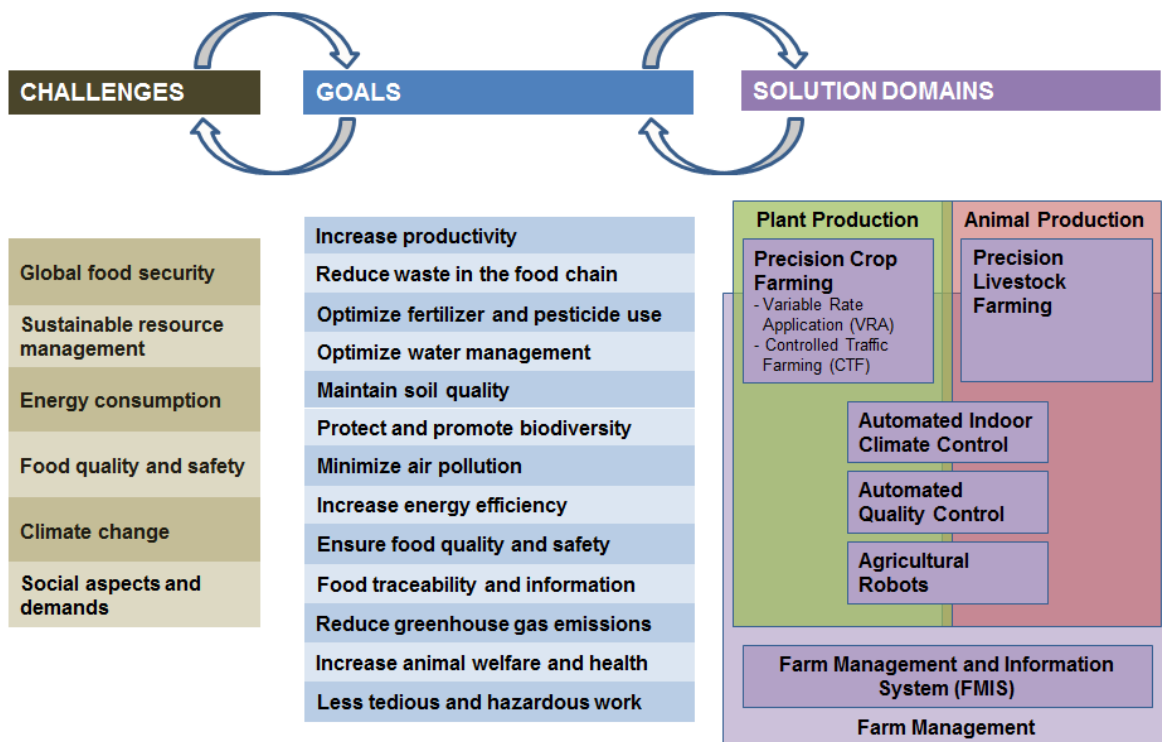 CHALLENGES
GOALS
SOLUTION DOMAINS
Global food security
Sustainable resource
management
Energy consumption
Food quality and safety
Climate change
Social aspects and
demands
Increase productivity
Reduce waste in the food chain
Optimize fertilizer and pesticide use
Optimize water management
Maintain soil quality
Protect and promote biodiversity
Minimize air pollution
Increase energy efficiency
Ensure food quality and safety
Food traceability and information
Reduce greenhouse gas emissions
Increase animal welfare and health
Less tedious and hazardous work
Plant Production
Precision Crop
Farming
- Variable Rate
Application (VRA)
- Controlled Traffic
Farming (CTF)
Animal Production
Precision
Livestock
Farming
Automated Indoor
Climate Control
Automated
Quality Control
Agricultural
Robots
Farm Management and Information
System (FMIS)
Farm Management